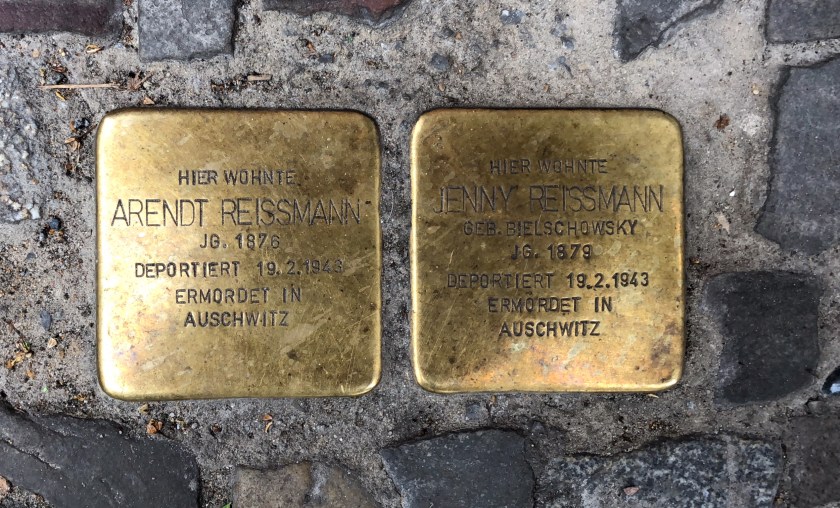 HIER WOHNTE
ARENDT REISSMANN
JG. 1876
DEPORTIERT 19.2.1943
ERMORDET IN
AUSCHWITZ
HIER WOHNTE
JENNY REISSMANN
GEB. BIELSCHOWSKY
JG. 1879
DEPORTIERT 19.2.1943
ERMORDET IN
AUSCHWITZ